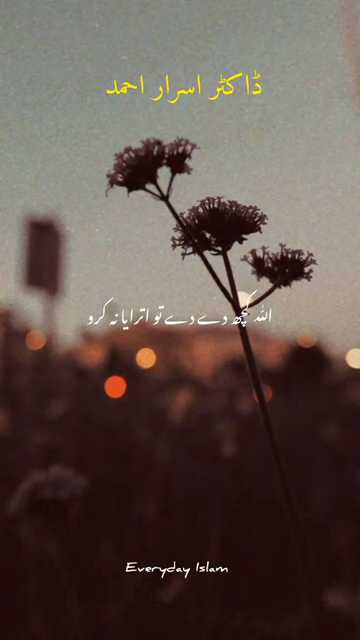 ڈاکٹر اسرار احمد
اللہ کچھ دے دے تو اترایا نہ کرو
Everyday Islam